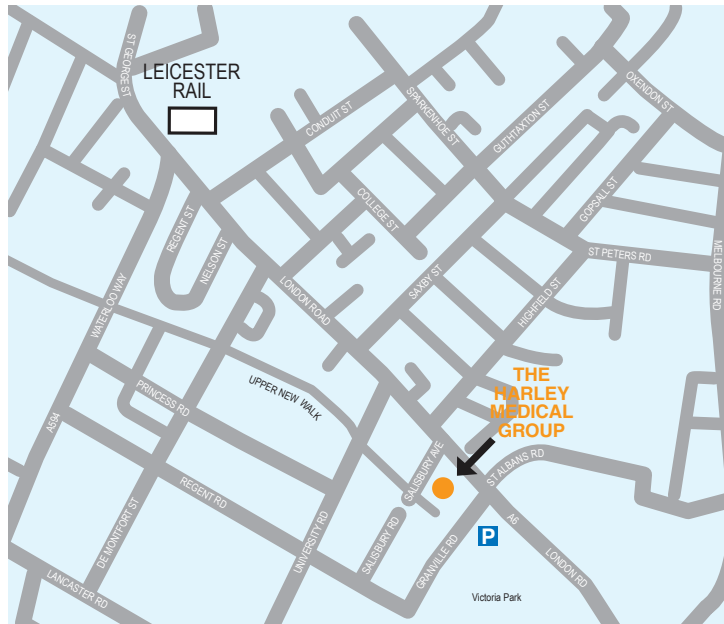 ST GEORGE ST
LEICESTER
RAIL
CONDUIT ST
SPARKENHOE ST
GUTHTAXTON ST
OXENDON ST
REGENT ST
NELSON ST
COLLEGE ST
GOPSALL ST
ST PETERS RD
MELBOURNE RD
WATERLOO WAY
LONDON ROAD
SAXBY ST
HIGHFIELD ST
PRINCESS RD
UPPER NEW WALK
THE
HARLEY
MEDICAL
GROUP
A594
REGENT RD
SALISBURY AVE
ST ALBANS RD
DE MONTFORT ST
UNIVERSITY RD
SALISBURY RD
GRANVILLE RD
P
A6
LONDON RD
LANCASTER RD
Victoria Park